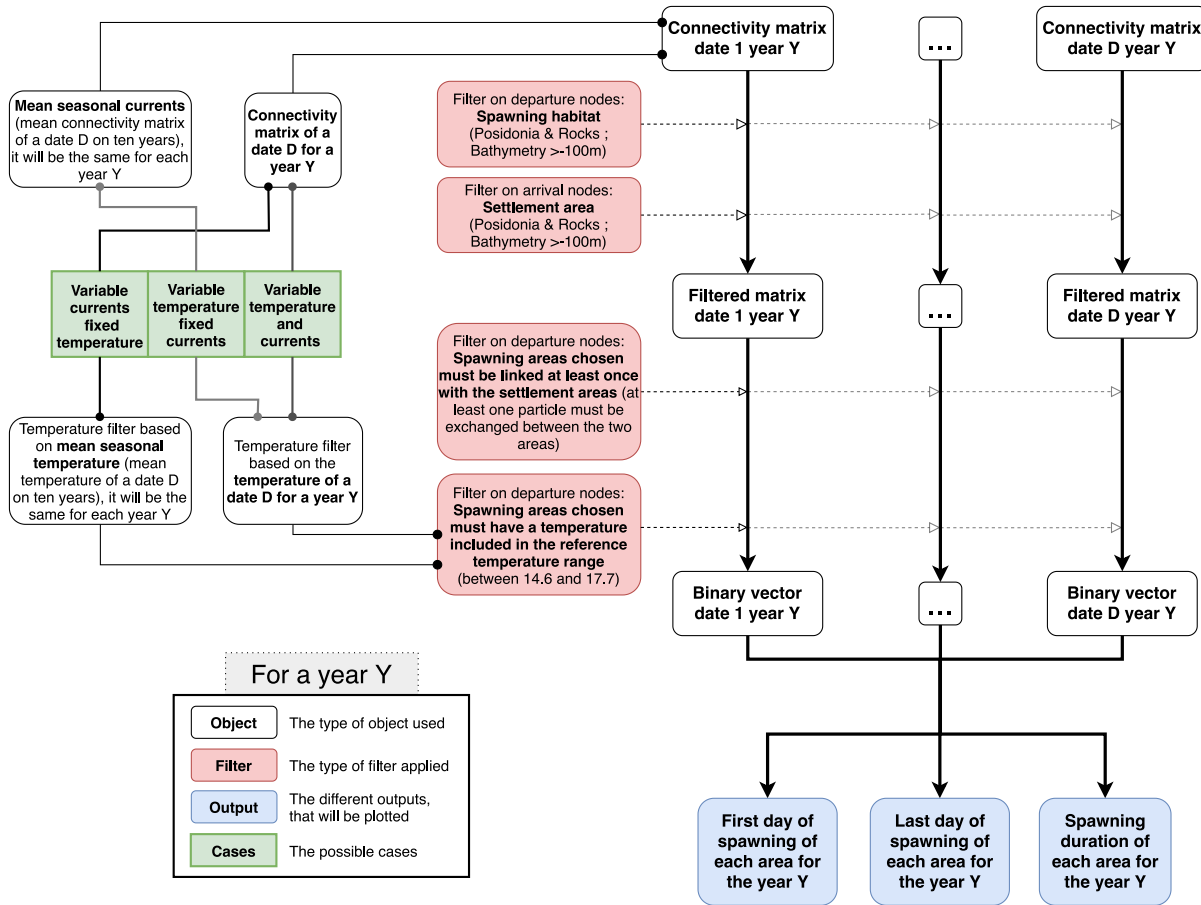 Connectivity matrix
date 1 year Y
...
Connectivity matrix
date D year Y
Mean seasonal currents
(mean connectivity matrix
of a date D on ten years),
it will be the same for each
year Y
Connectivity
matrix of a
date D for a
year Y
Filter on departure nodes:
Spawning habitat
(Posidonia & Rocks ;
Bathymetry >-100m)
Filter on arrival nodes:
Settlement area
(Posidonia & Rocks ;
Bathymetry >-100m)
Variable
currents
fixed
temperature
Variable
temperature
fixed
currents
Variable
temperature
and
currents
Filtered matrix
date 1 year Y
...
Filtered matrix
date D year Y
Filter on departure nodes:
Spawning areas chosen
must be linked at least once
with the settlement areas (at
least one particle must be
exchanged between the two
areas)
Temperature filter based
on mean seasonal
temperature (mean
temperature of a date D
on ten years), it will be the
same for each year Y
Temperature filter
based on the
temperature of a
date D for a year Y
Filter on departure nodes:
Spawning areas chosen
must have a temperature
included in the reference
temperature range
(between 14.6 and 17.7)
Binary vector
date 1 year Y
...
Binary vector
date D year Y
For a year Y
Object The type of object used
Filter The type of filter applied
Output The different outputs,
that will be plotted
Cases The possible cases
First day of
spawning of
each area for
the year Y
Last day of
spawning of
each area for
the year Y
Spawning
duration of
each area for
the year Y